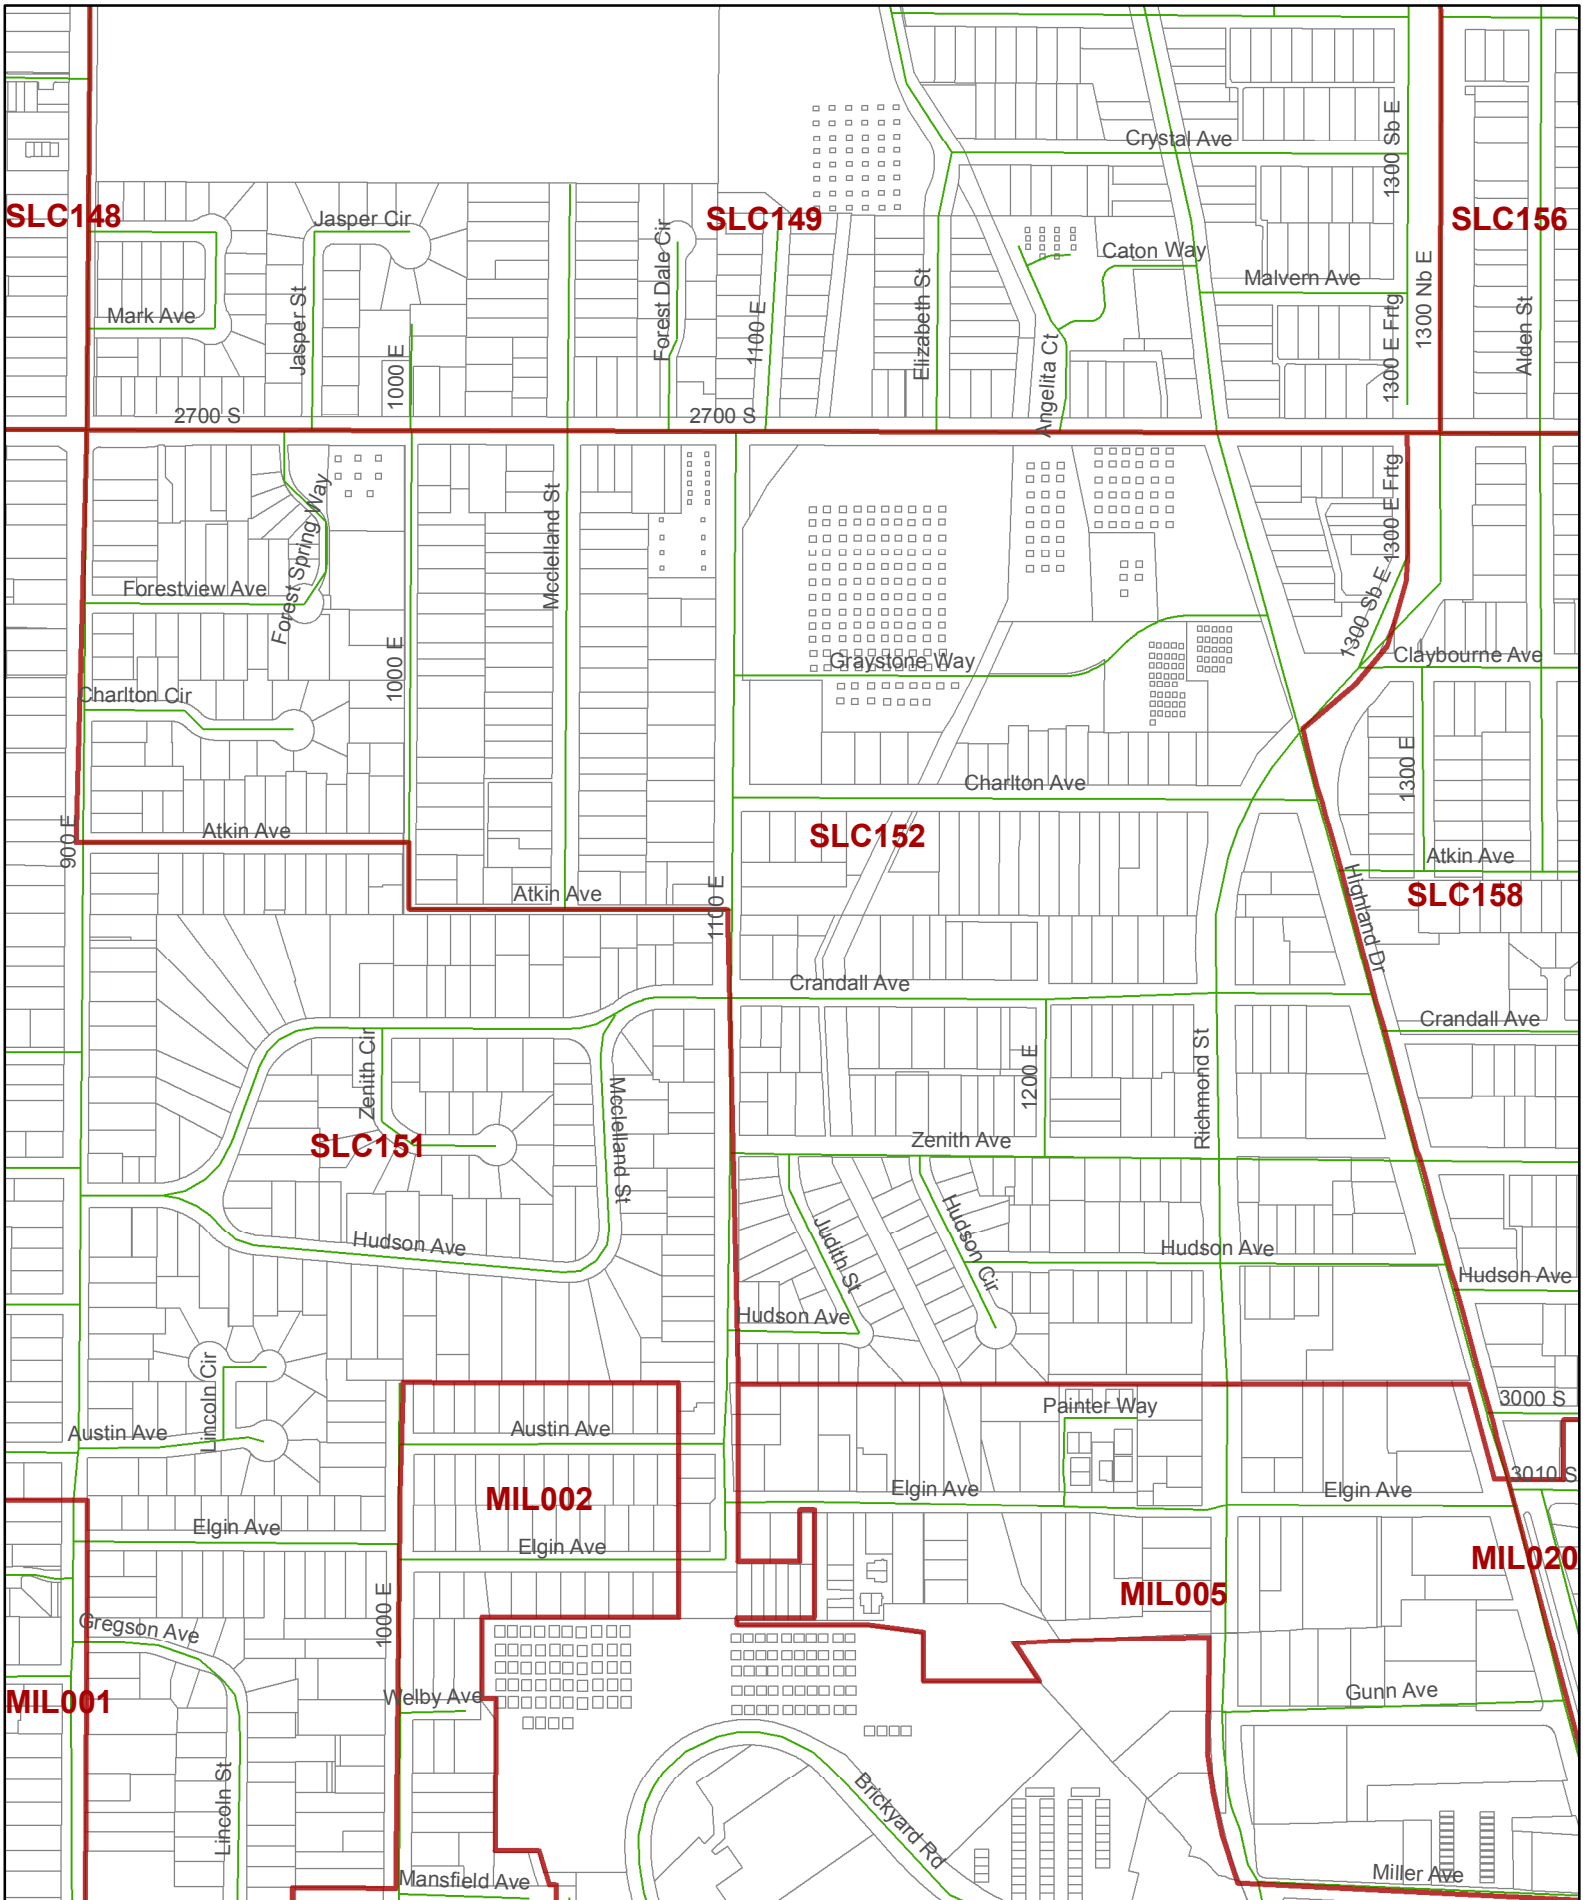 Crystal Ave
1300 Sb E
SLC148
Jasper Cir
SLC149
SLC156
Forest Dale Cir
Caton Way
Malvern Ave
1300 Nb E
Mark Ave
Jasper St
1000 E
1100 E
Elizabeth St
Angelita Ct
1300 E Frtg
Alden St
2700 S
2700 S
Forest Spring Way
Mcclelland St
1300 E Frtg
1300 Sb E
Forestview Ave
1000 E
Graystone Way
Claybourne Ave
Charlton Cir
Charlton Ave
1300 E
900 E
Atkin Ave
SLC152
Atkin Ave
Atkin Ave
1100 E
Highland Dr
SLC158
Crandall Ave
Crandall Ave
Zenith Cir
Mcclelland St
1200 E
Richmond St
SLC151
Zenith Ave
Hudson Ave
Judith St
Hudson Cir
Hudson Ave
Hudson Ave
Hudson Ave
Lincoln Cir
Austin Ave
Austin Ave
Painter Way
3000 S
MIL002
Elgin Ave
Elgin Ave
3010 S
Elgin Ave
Elgin Ave
MIL020
1000 E
MIL005
Gregson Ave
MIL001
Welby Ave
Gunn Ave
Lincoln St
Brickyard Rd
Mansfield Ave
Miller Ave